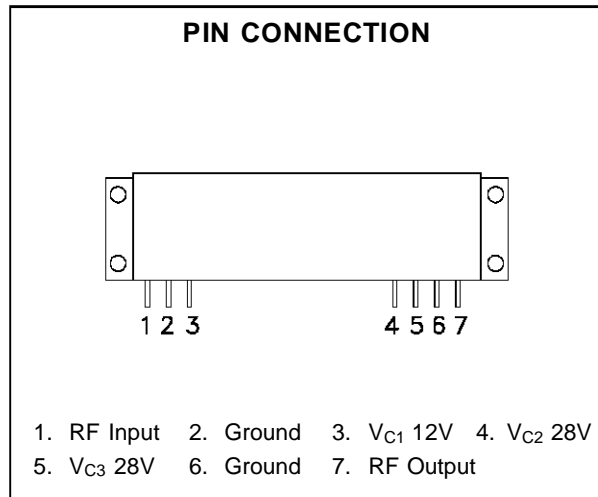 PIN CONNECTION
1 2 3 4 5 6 7
1. RF Input 2. Ground 3. VC1 12V 4. VC2 28V
5. VC3 28V 6. Ground 7. RF Output